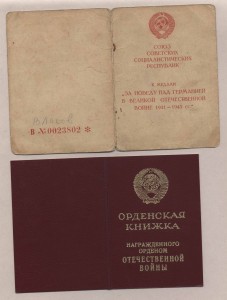 СОЮЗ
СОВЕТСКИХ
СОЦИАЛИСТИЧЕСКИХ
РЕСПУБЛИК
К МЕДАЛИ
„ЗА ПОБЕДУ НАД ГЕРМАНИЕЙ
В ВЕЛИКОЙ ОТЕЧЕСТВЕННОЙ
ВОЙНЕ 1941–1945 гг."
В №0023802 *
ОРДЕНСКАЯ
КНИЖКА
НАГРАЖДЕННОГО
ОРДЕНОМ
ОТЕЧЕСТВЕННОЙ
ВОЙНЫ